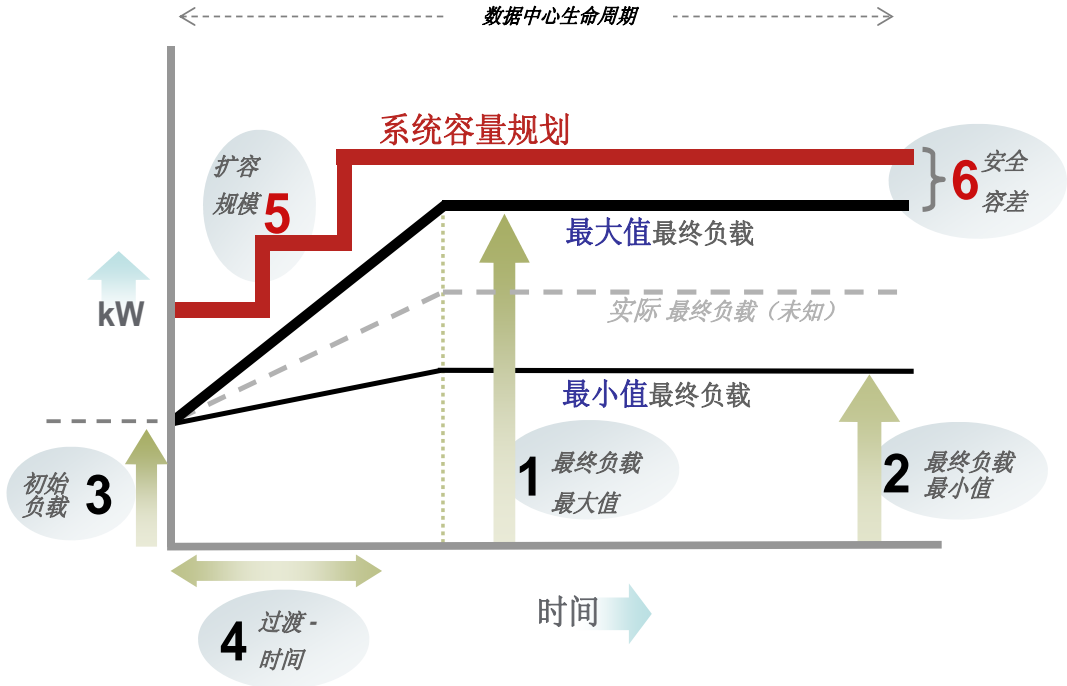 数据中心生命周期
系统容量规划
扩容
规模
5
6
安全
容差
最大值最终负载
kW
实际 最终负载（未知）
最小值最终负载
初始
负载
3
1
最终负载
最大值
2
最终负载
最小值
4
过渡 -
时间
时间